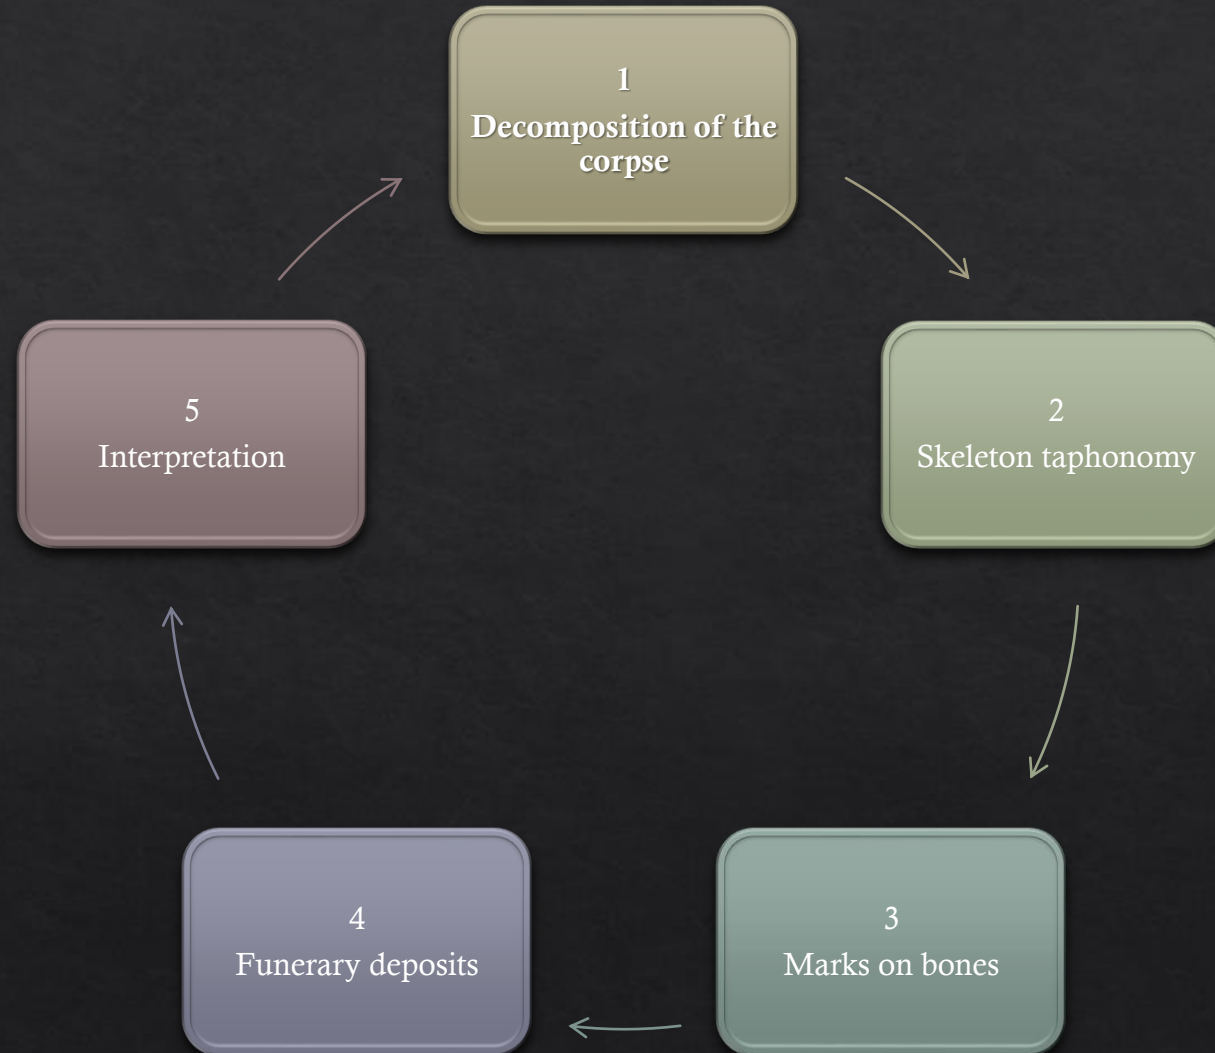 1
Decomposition of the
corpse
2
Skeleton taphonomy
3
Marks on bones
4
Funerary deposits
5
Interpretation